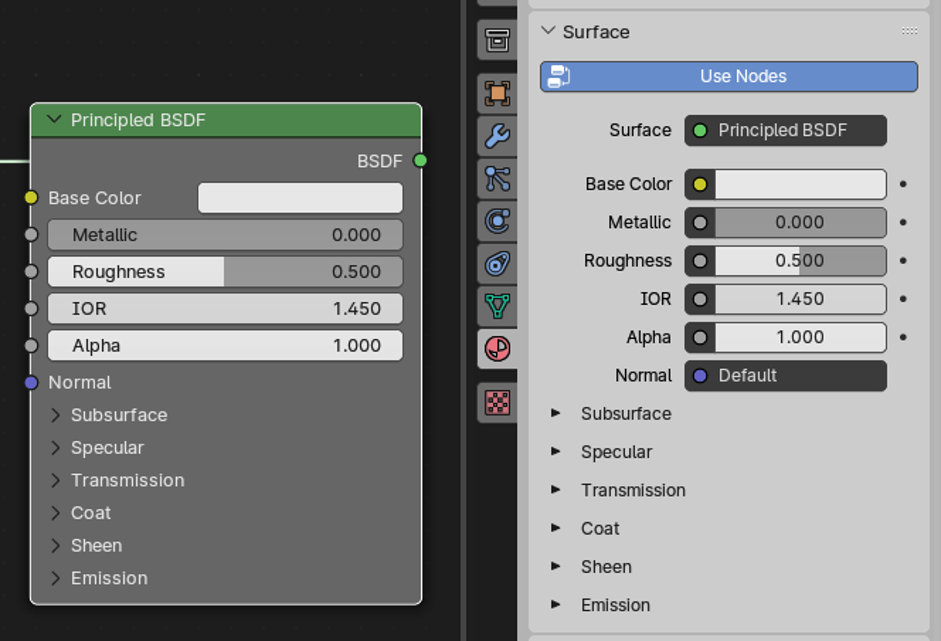 Principled BSDF
BSDF
Base Color
Metallic 0.000
Roughness 0.500
IOR 1.450
Alpha 1.000
Normal
Subsurface
Specular
Transmission
Coat
Sheen
Emission
Surface
Use Nodes
Surface Principled BSDF
Base Color
Metallic 0.000
Roughness 0.500
IOR 1.450
Alpha 1.000
Normal Default
Subsurface
Specular
Transmission
Coat
Sheen
Emission